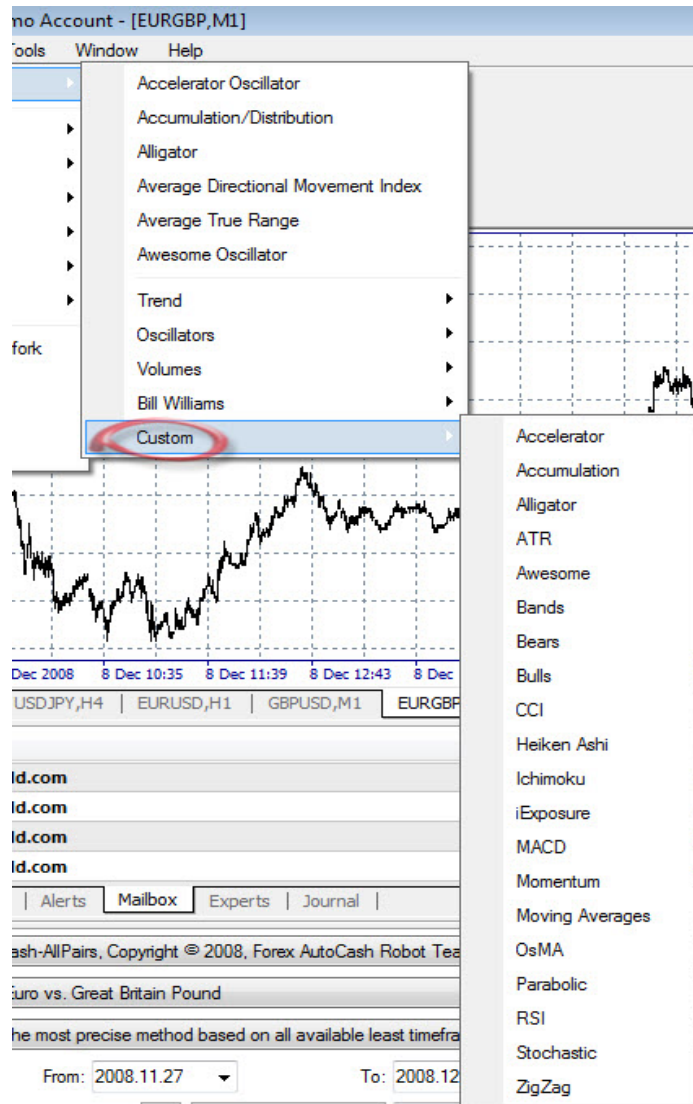 mo Account - [EURGBP,M1]
Tools Window Help
Accelerator Oscillator
Accumulation/Distribution
Alligator
Average Directional Movement Index
Average True Range
Awesome Oscillator
Trend
Oscillators
Volumes
Bill Williams
Custom
fork
Accelerator
Accumulation
Alligator
ATR
Awesome
Bands
Bears
Bulls
CCI
Heiken Ashi
Ichimoku
iExposure
MACD
Momentum
Moving Averages
OsMA
Parabolic
RSI
Stochastic
ZigZag
Dec 2008 8 Dec 10:35 8 Dec 11:39 8 Dec 12:43 8 Dec
USDJPY,H4 | EURUSD,H1 | GBPUSD,M1 EURGBP
ld.com
ld.com
ld.com
ld.com
| Alerts Mailbox Experts | Journal |
ash-AllPairs, Copyright © 2008, Forex AutoCash Robot Tea
Euro vs. Great Britain Pound
he most precise method based on all available least timefra
From: 2008.11.27 To: 2008.12